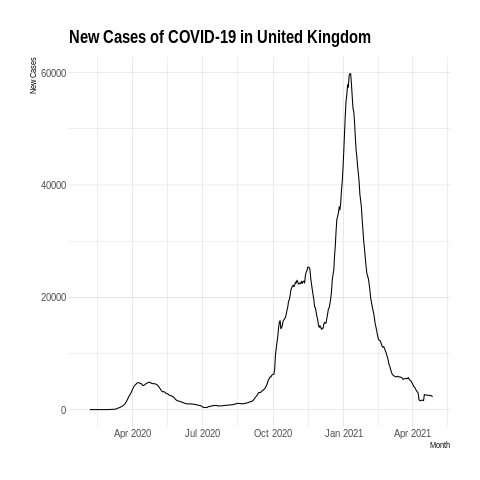 New Cases of COVID-19 in United Kingdom
New Cases
60000
40000
20000
0
Apr 2020
Jul 2020
Oct 2020
Jan 2021
Apr 2021
Month